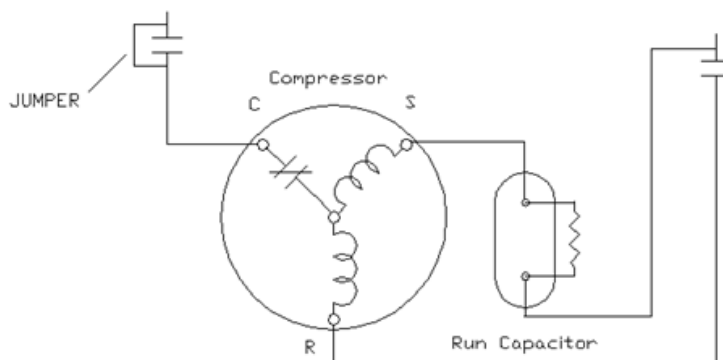 Compressor
C
S
JUMPER
R
Run Capacitor